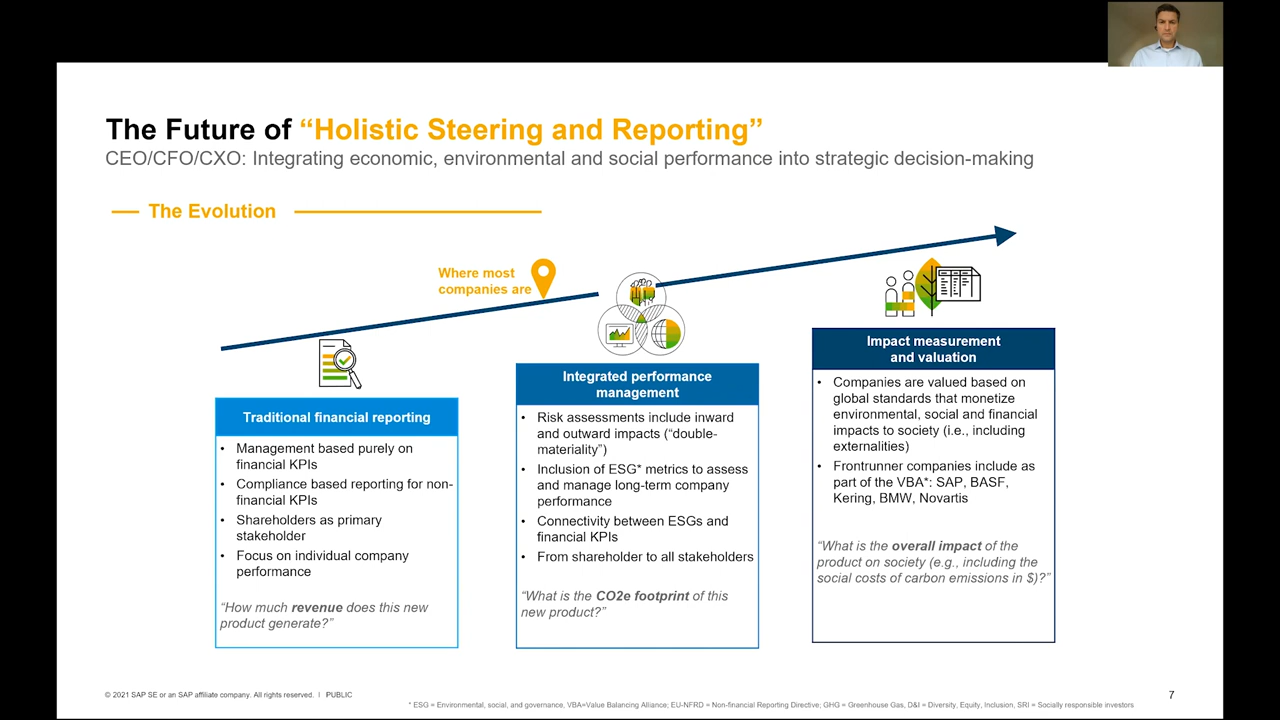 The Future of “Holistic Steering and Reporting”
CEO/CFO/CXO: Integrating economic, environmental and social performance into strategic decision-making
The Evolution
Where most
companies are
Traditional financial reporting
• Management based purely on
financial KPIs
• Compliance based reporting for non-
financial KPIs
• Shareholders as primary
stakeholder
• Focus on individual company
performance
“How much revenue does this new
product generate?”
Integrated performance
management
• Risk assessments include inward
and outward impacts (“double-
materiality”)
• Inclusion of ESG* metrics to assess
and manage long-term company
performance
• Connectivity between ESGs and
financial KPIs
• From shareholder to all stakeholders
“What is the CO2e footprint of this
new product?”
Impact measurement
and valuation
• Companies are valued based on
global standards that monetize
environmental, social and financial
impacts to society (i.e., including
externalities)
• Frontrunner companies include as
part of the VBA*: SAP, BASF,
Kering, BMW, Novartis
“What is the overall impact of the
product on society (e.g., including the
social costs of carbon emissions in $)?”
© 2021 SAP SE or an SAP affiliate company. All rights reserved. | PUBLIC
7
* ESG = Environmental, social, and governance, VBA=Value Balancing Alliance; EU-NFRD = Non-financial Reporting Directive; GHG = Greenhouse Gas, D&I = Diversity, Equity, Inclusion, SRI = Socially responsible investors